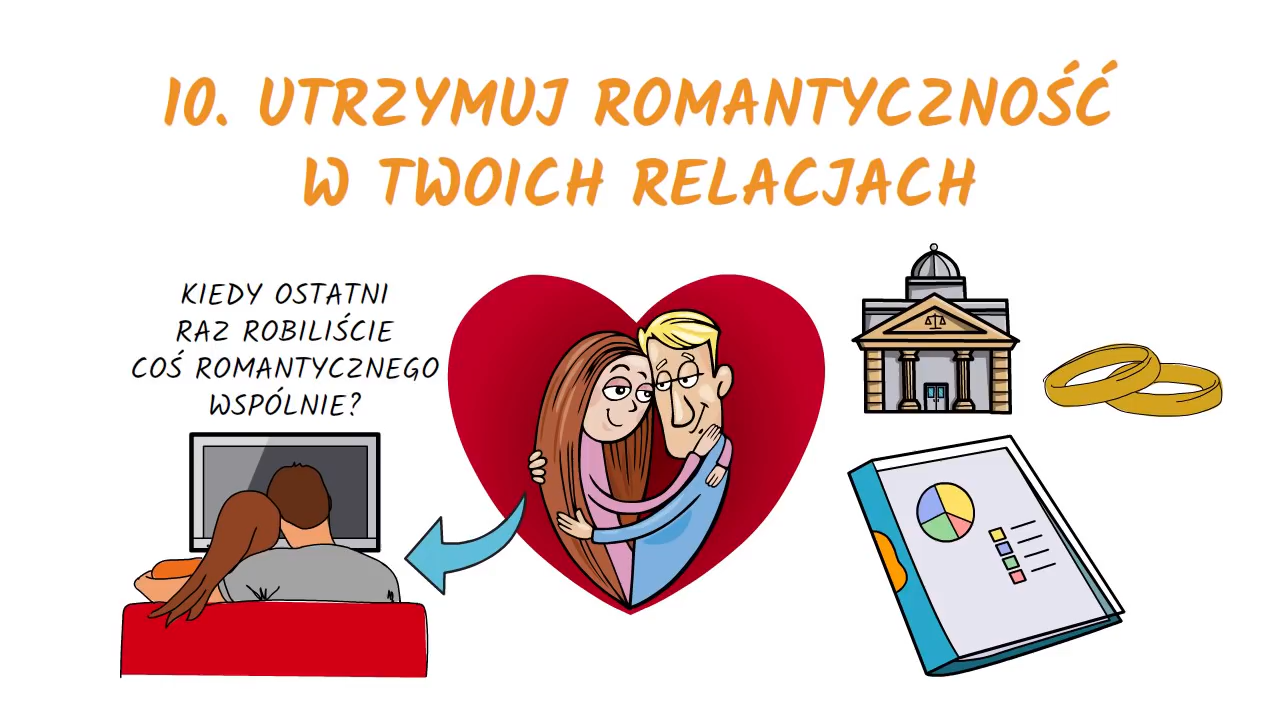 10. UTRZYMUJ ROMANTYCZNOŚĆ
W TWOICH RELACJACH
KIEDY OSTATNI
RAZ ROBILIŚCIE
COŚ ROMANTYCZNEGO
WSPÓLNIE?